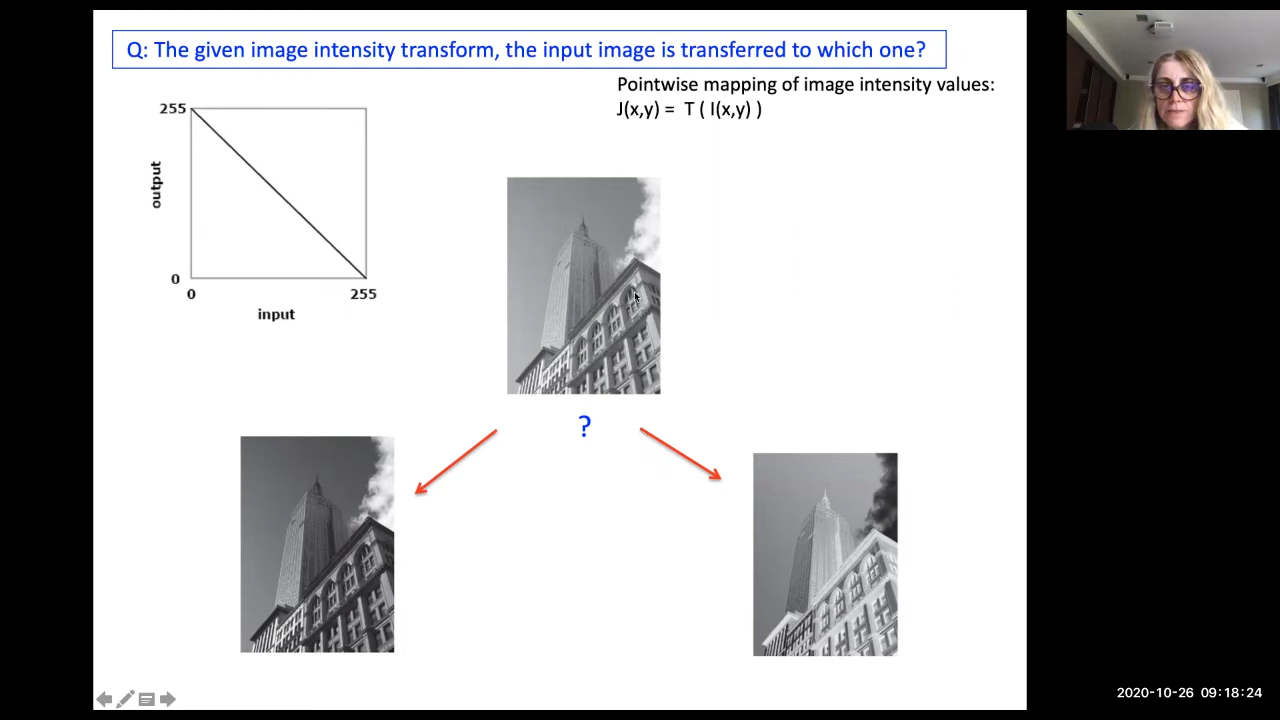 Q: The given image intensity transform, the input image is transferred to which one?
Pointwise mapping of image intensity values:
J(x,y) = T ( I(x,y) )
255
output
0
0 255
input
?
2020-10-26 09:18:24